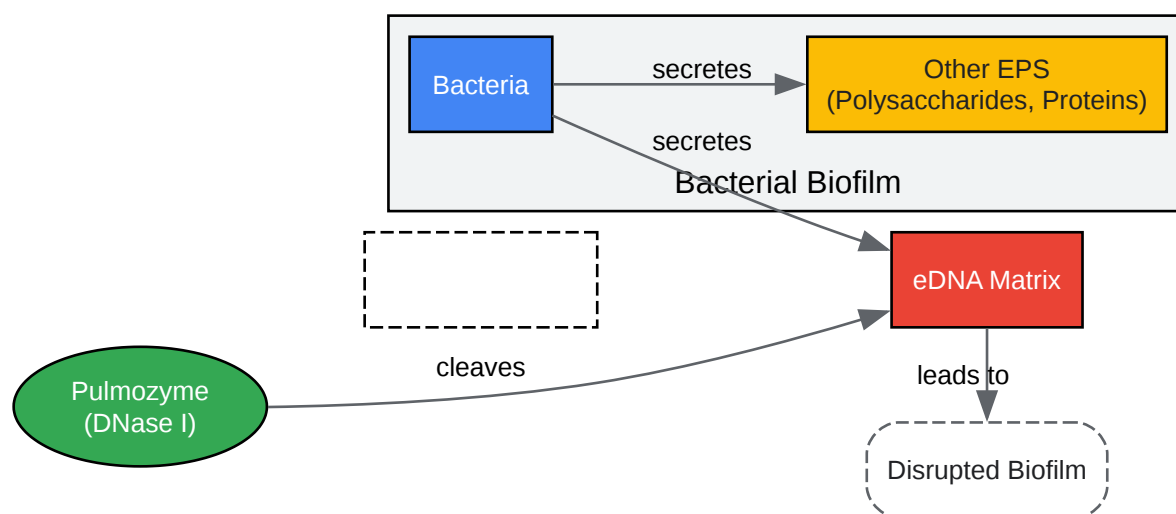 Bacteria
secretes
Other EPS
(Polysaccharides, Proteins)
secretes
Bacterial Biofilm
eDNA Matrix
cleaves
leads to
Pulmozyme
(DNase I)
Disrupted Biofilm